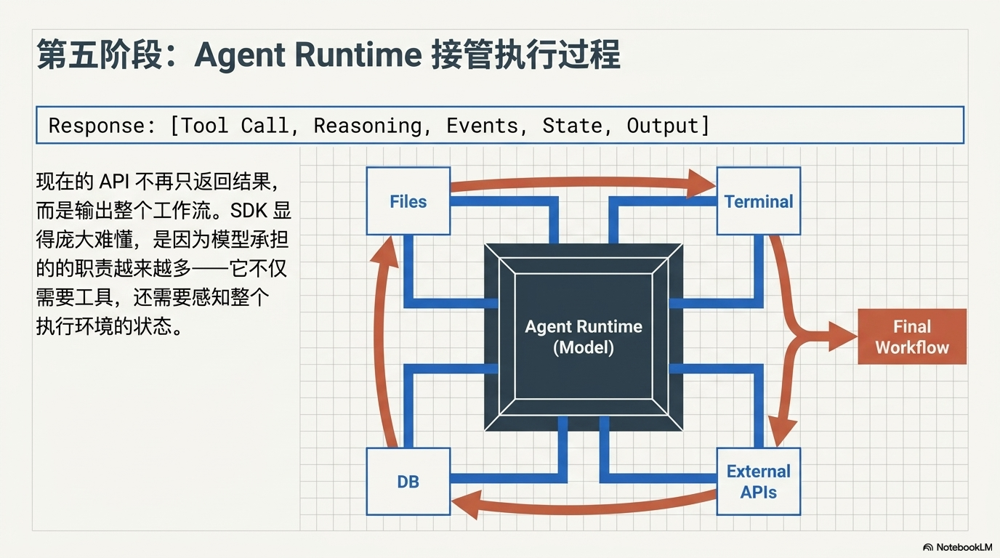 第五阶段：Agent Runtime 接管执行过程
Response: [Tool Call, Reasoning, Events, State, Output]
现在的 API 不再只返回结果，
而是输出整个工作流。SDK 显
得庞大难懂，是因为模型承担
的的职责越来越多——它不仅
需要工具，还需要感知整个
执行环境的状态。
Files
Terminal
Agent Runtime
(Model)
Final
Workflow
DB
External
APIs
NotebookLM